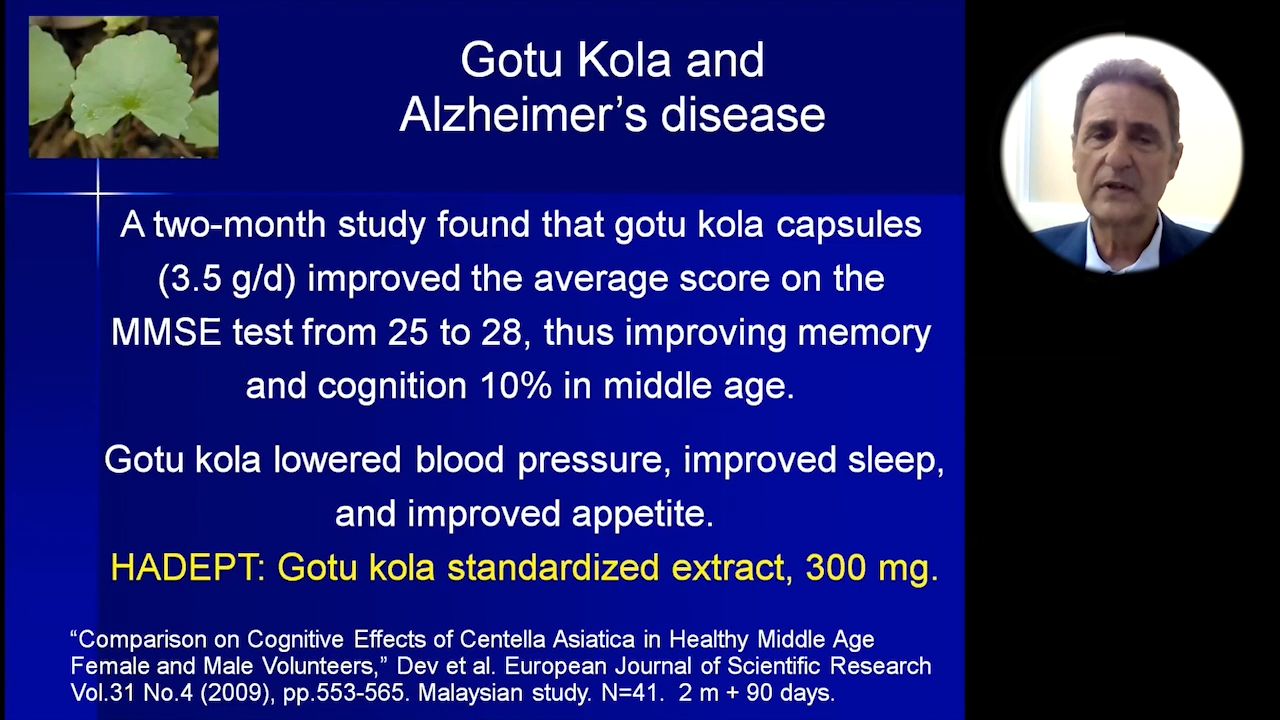 Gotu Kola and
Alzheimer’s disease
A two-month study found that gotu kola capsules
(3.5 g/d) improved the average score on the
MMSE test from 25 to 28, thus improving memory
and cognition 10% in middle age.
Gotu kola lowered blood pressure, improved sleep,
and improved appetite.
HADEPT: Gotu kola standardized extract, 300 mg.
“Comparison on Cognitive Effects of Centella Asiatica in Healthy Middle Age
Female and Male Volunteers,” Dev et al. European Journal of Scientific Research
Vol.31 No.4 (2009), pp.553-565. Malaysian study. N=41.  2 m + 90 days.